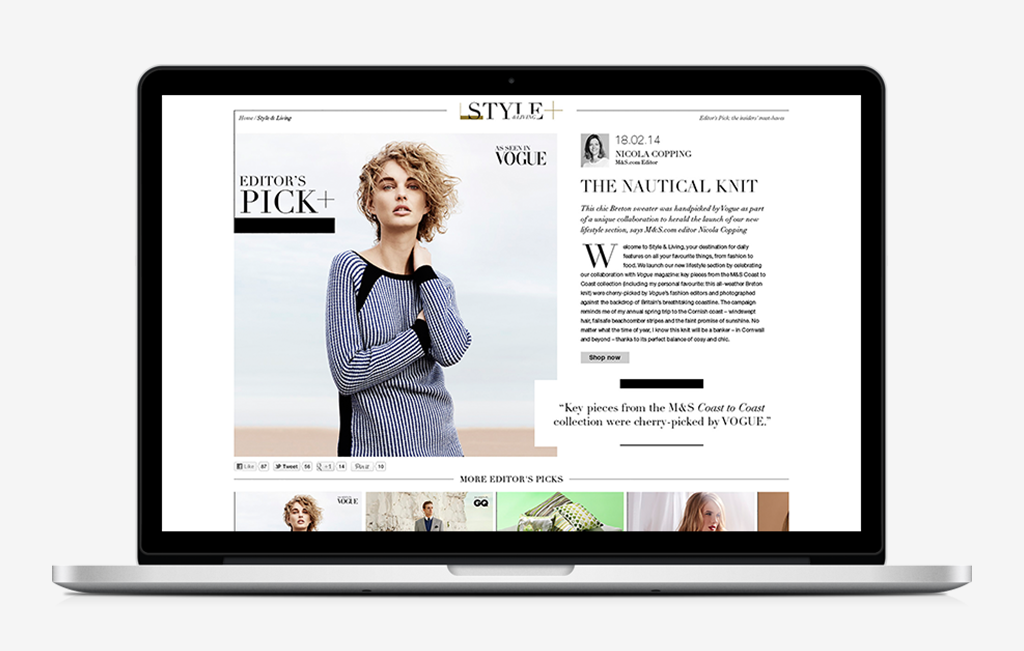 Home / Style & Living
STYLE+
& LIVING
Editor's Pick, the insiders' must-haves
EDITOR'S
PICK+
AS SEEN IN
VOGUE
18.02.14
NICOLA COPPING
M&S.com Editor
THE NAUTICAL KNIT
This chic Breton sweater was handpicked by Vogue as part
of a unique collaboration to herald the launch of our new
lifestyle section, says M&S.com editor Nicola Copping
Welcome to Style & Living, your destination for daily
features on all your favourite things, from fashion to
food. We launch our new lifestyle section by celebrating
our collaboration with Vogue magazine: key pieces from the M&S Coast to
Coast collection (including my personal favourite: this all-weather Breton
knit) were cherry-picked by Vogue's fashion editors and photographed
against the backdrop of Britain's breathtaking coastline. The campaign
reminds me of my annual spring trip to the Cornish coast – windswept
hair, failsafe beachcomber stripes and the faint promise of sunshine. No
matter what the time of year, I know this knit will be a banker – in Cornwall
and beyond – thanks to its perfect balance of cosy and chic.
Shop now
“Key pieces from the M&S Coast to Coast
collection were cherry-picked by VOGUE.”
Like 87 Tweet 56 +1 14 Pin it 10
MORE EDITOR'S PICKS
VOGUE
GQ